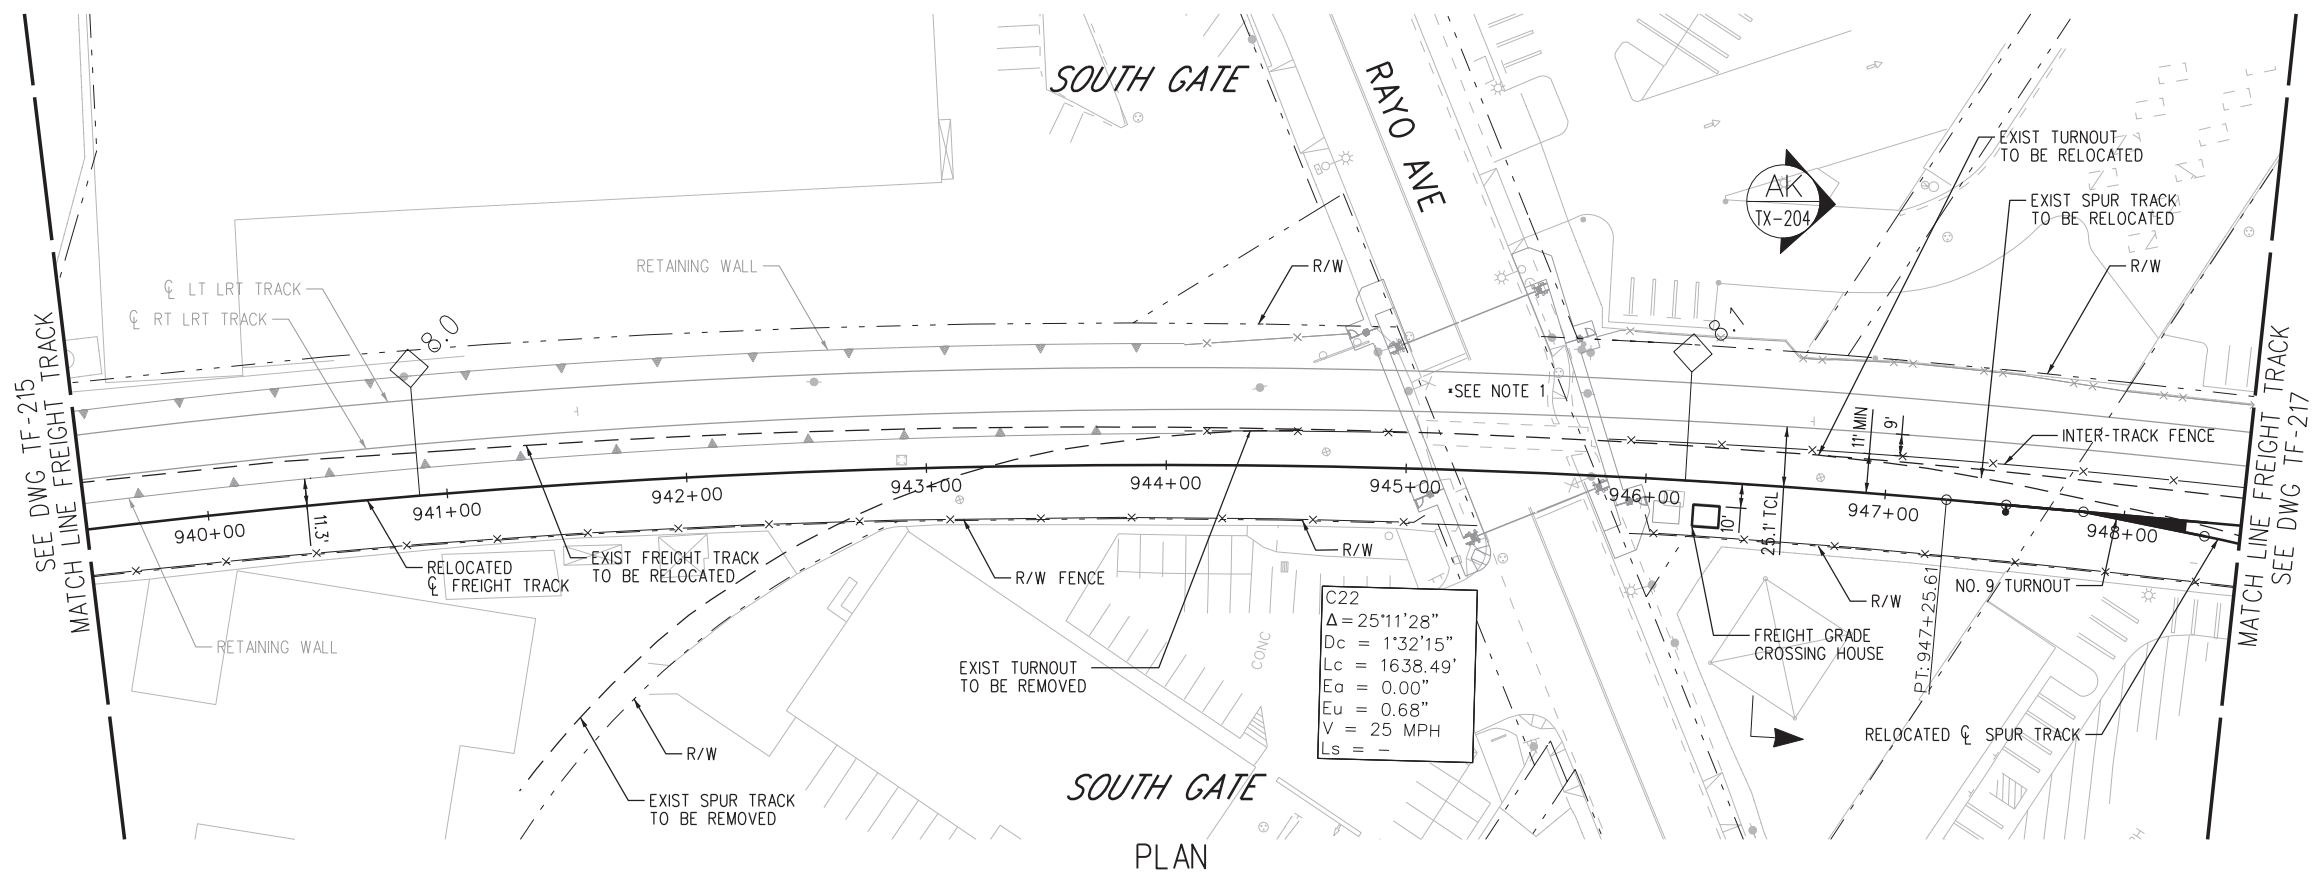 SOUTH GATE
RAYO AVE
AK
TX-204
EXIST TURNOUT
TO BE RELOCATED
EXIST SPUR TRACK
TO BE RELOCATED
R/W
R/W
RETAINING WALL
℄ LT LRT TRACK
℄ RT LRT TRACK
8.0
8.1
*SEE NOTE 1
SEE DWG TF-215
MATCH LINE FREIGHT TRACK
11' MIN
9'
INTER-TRACK FENCE
MATCH LINE FREIGHT TRACK
SEE DWG TF-217
940+00
941+00
942+00
943+00
944+00
945+00
946+00
947+00
948+00
11.3'
10'
25.1' TCL
RELOCATED
℄ FREIGHT TRACK
EXIST FREIGHT TRACK
TO BE RELOCATED
R/W FENCE
R/W
R/W
NO. 9 TURNOUT
PT: 947+25.61
FREIGHT GRADE
CROSSING HOUSE
RETAINING WALL
CONC
EXIST TURNOUT
TO BE REMOVED
C22
Δ=25°11'28"
Dc = 1°32'15"
Lc = 1638.49'
Ea = 0.00"
Eu = 0.68"
V = 25 MPH
Ls = -
RELOCATED ℄ SPUR TRACK
R/W
EXIST SPUR TRACK
TO BE REMOVED
SOUTH GATE
PLAN